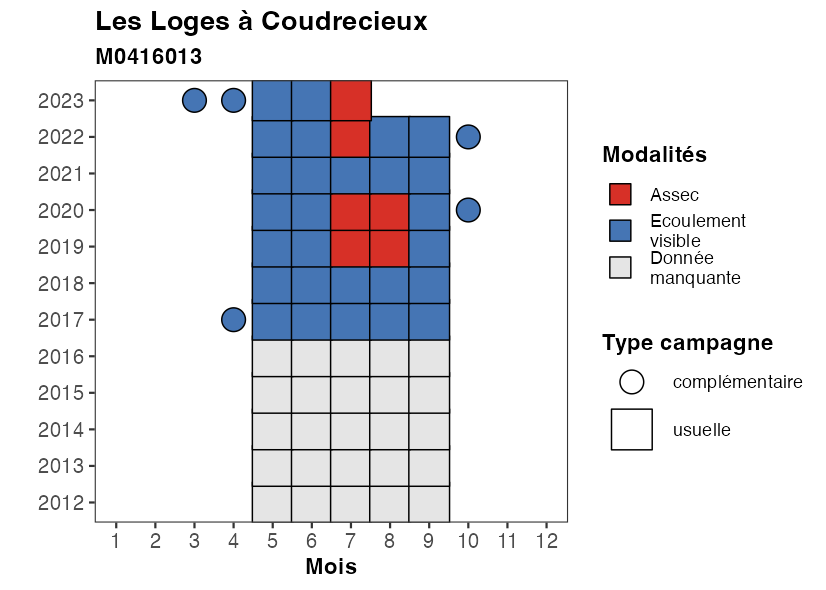 Les Loges à Coudrecieux
M0416013
2023
2022
2021
2020
2019
2018
2017
2016
2015
2014
2013
2012
1 2 3 4 5 6 7 8 9 10 11 12
Mois
Modalités
Assec
Ecoulement
visible
Donnée
manquante
Type campagne
complémentaire
usuelle